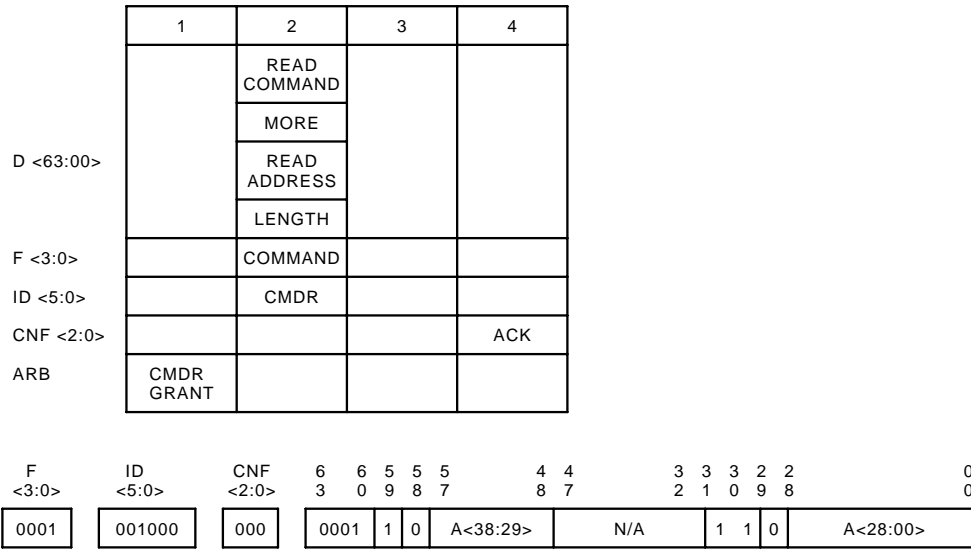 1 2 3 4
READ
COMMAND
MORE
D <63:00> READ
ADDRESS
LENGTH
F <3:0> COMMAND
ID <5:0> CMDR
CNF <2:0> ACK
ARB CMDR
GRANT
F ID CNF 6 6 5 5 5 4 4 3 3 3 2 2 0
<3:0> <5:0> <2:0> 3 0 9 8 7 8 7 2 1 0 9 8 0
0001 001000 000 0001 1 0 A<38:29> N/A 1 1 0 A<28:00>